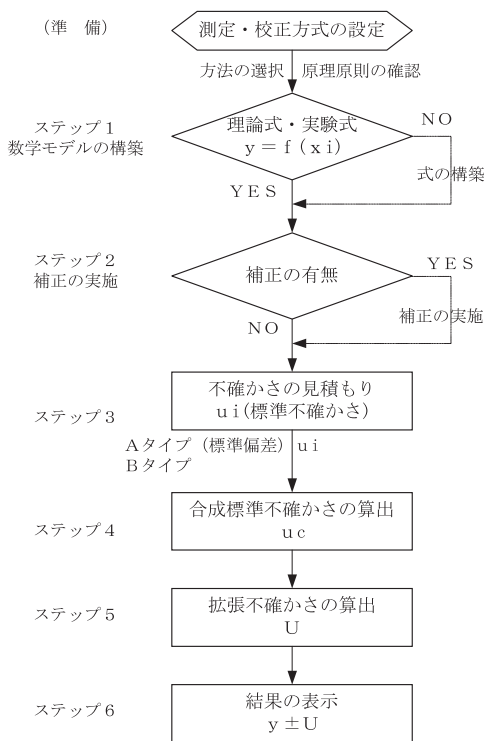 （準　備）
測定・校正方式の設定
方法の選択　原理原則の確認
ステップ１
数学モデルの構築
理論式・実験式
ｙ＝ｆ（ｘｉ）
ＮＯ
式の構築
ＹＥＳ
ステップ２
補正の実施
補正の有無
ＹＥＳ
補正の実施
ＮＯ
ステップ３
不確かさの見積もり
ｕｉ(標準不確かさ)
Ａタイプ（標準偏差）ｕｉ
Ｂタイプ
ステップ４
合成標準不確かさの算出
ｕｃ
ステップ５
拡張不確かさの算出
Ｕ
ステップ６
結果の表示
ｙ±Ｕ